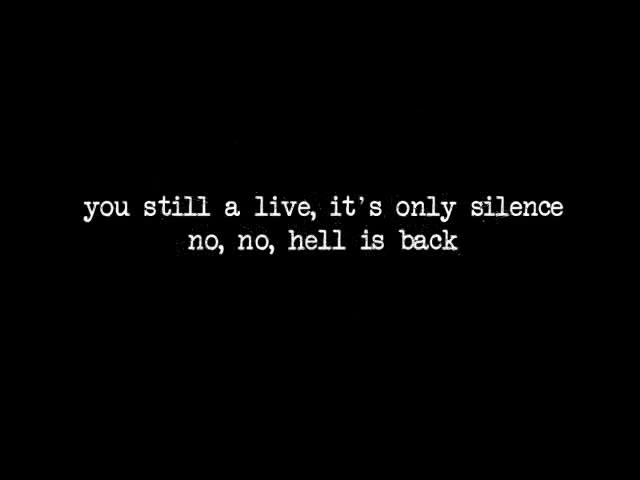 you still a live, it's only silence
no, no, hell is back